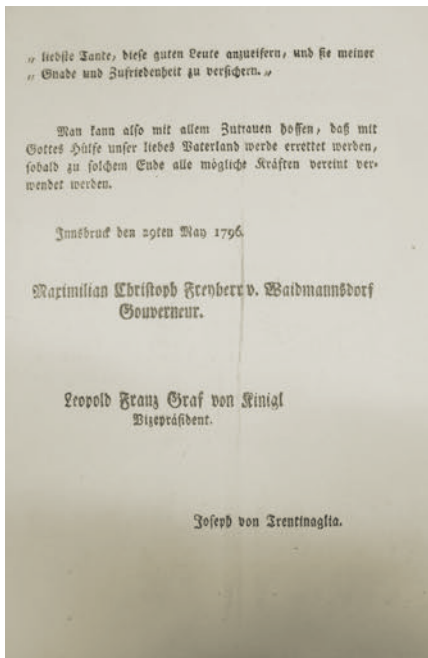 „ liebste Tante, diese guten Leute anzueifern, und sie meiner
„ Gnade und Zufriedenheit zu versichern. „
Man kann also mit allem Zutrauen hoffen, daß mit
Gottes Hülfe unser liebes Vaterland werde errettet werden,
sobald zu solchem Ende alle mögliche Kräften vereint ver-
wendet werden.
Innsbruck den 29ten May 1796.
Maximilian Christoph Freyherr v. Waidmannsdorf
Gouverneur.
Leopold Franz Graf von Kinigl
Vizepräsident.
Joseph von Trentinaglia.